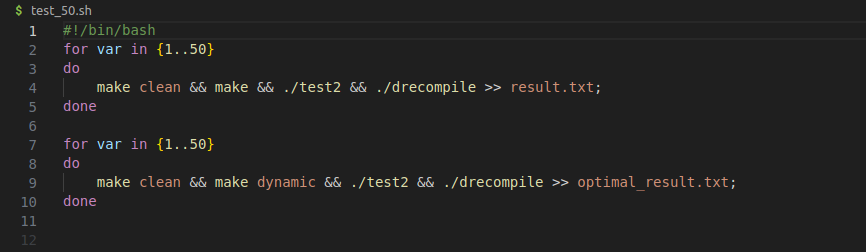 $ test_50.sh
1 #!/bin/bash
2 for var in {1..50}
3 do
4     make clean && make && ./test2 && ./drecompile >> result.txt;
5 done
6
7 for var in {1..50}
8 do
9     make clean && make dynamic && ./test2 && ./drecompile >> optimal_result.txt;
10 done
11
12